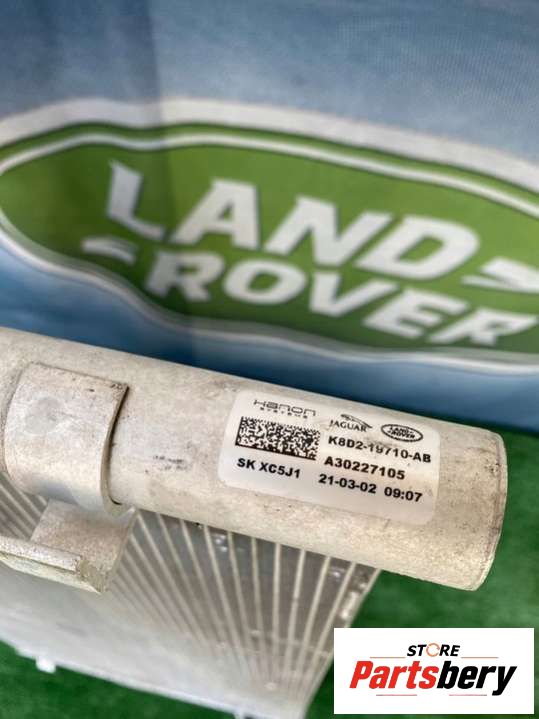 LAND
ROVER
HANON
SYSTEMS
JAGUAR
LAND
ROVER
K8D2-19710-AB
A30227105
SK XC5J1 21-03-02 09:07
STORE
Partsbery